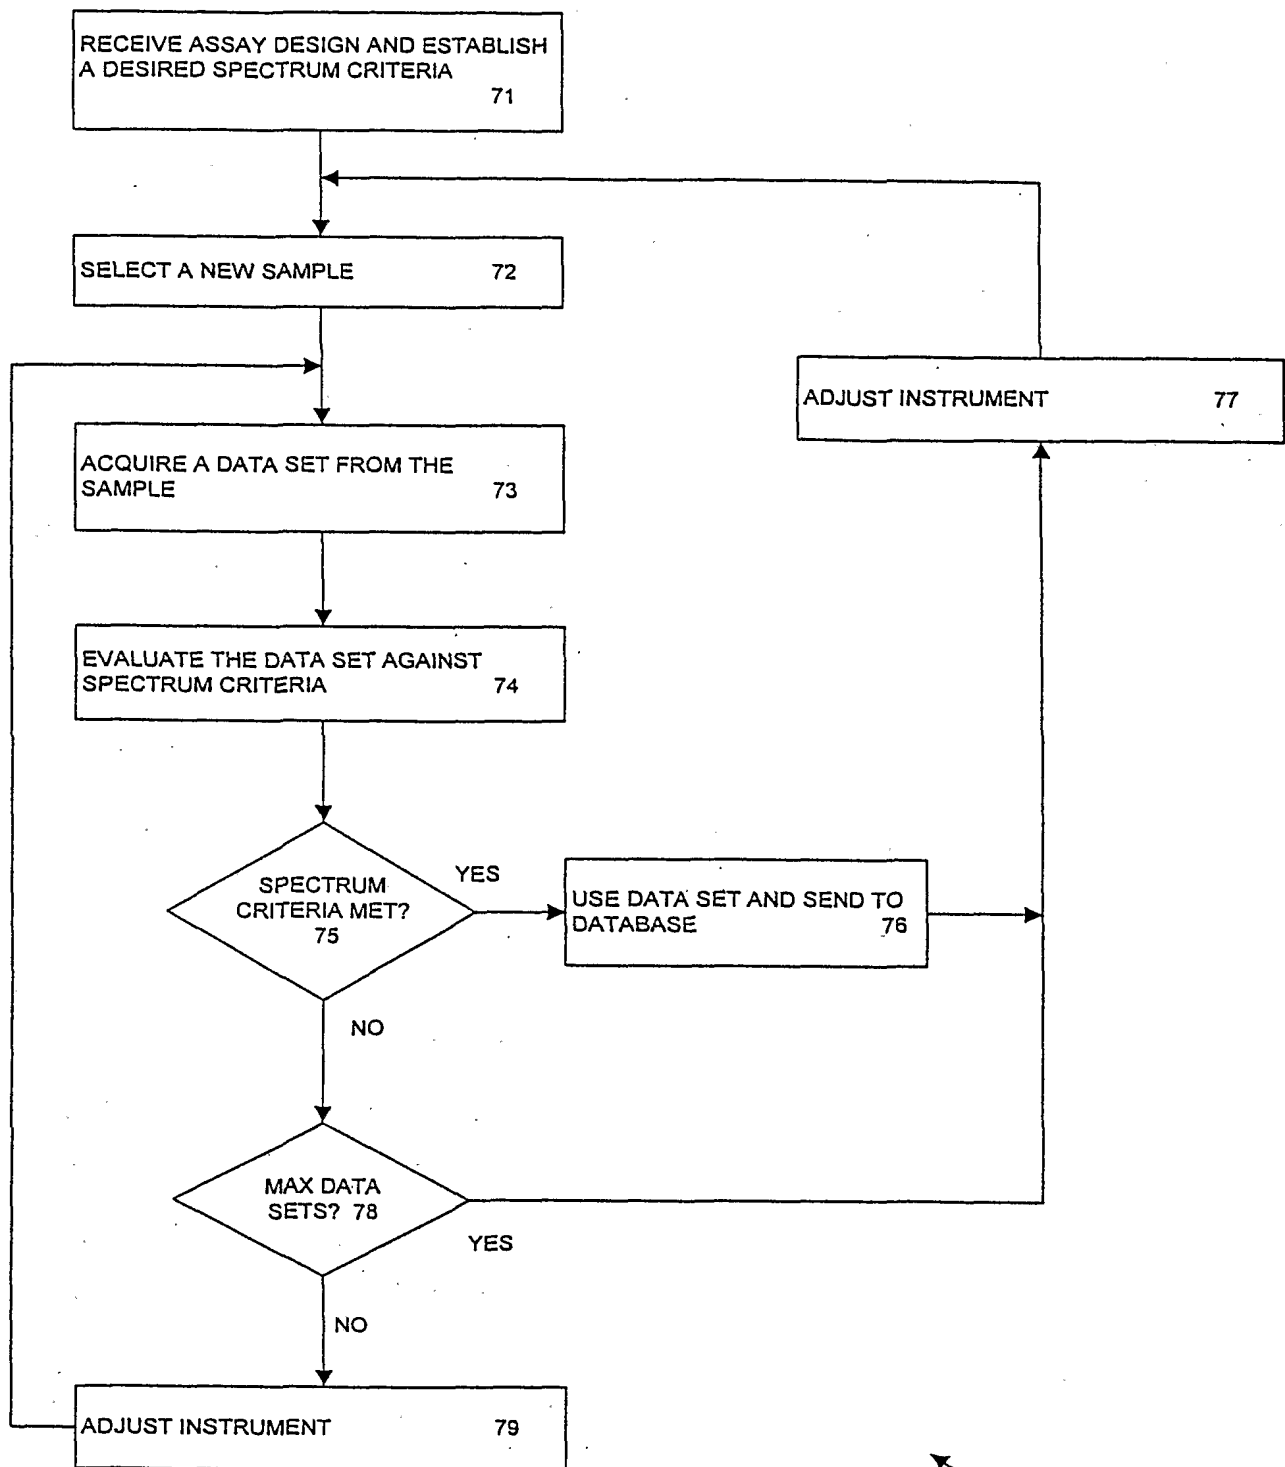 RECEIVE ASSAY DESIGN AND ESTABLISH
A DESIRED SPECTRUM CRITERIA
71
SELECT A NEW SAMPLE 72
ADJUST INSTRUMENT 77
ACQUIRE A DATA SET FROM THE
SAMPLE 73
EVALUATE THE DATA SET AGAINST
SPECTRUM CRITERIA 74
SPECTRUM
CRITERIA MET?
75
YES
USE DATA SET AND SEND TO
DATABASE 76
NO
MAX DATA
SETS? 78
YES
NO
ADJUST INSTRUMENT 79